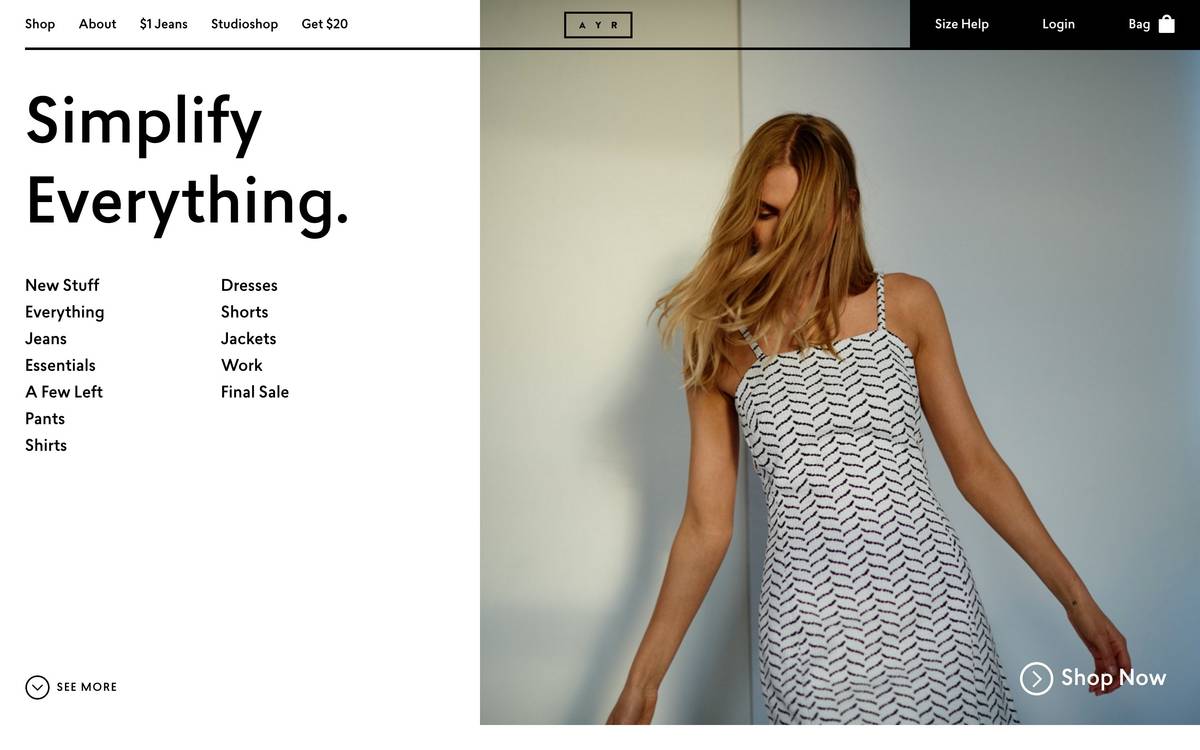 Shop About $1 Jeans Studioshop Get $20 AYR Size Help Login Bag
Simplify
Everything.
New Stuff Dresses
Everything Shorts
Jeans Jackets
Essentials Work
A Few Left Final Sale
Pants
Shirts
Shop Now
SEE MORE